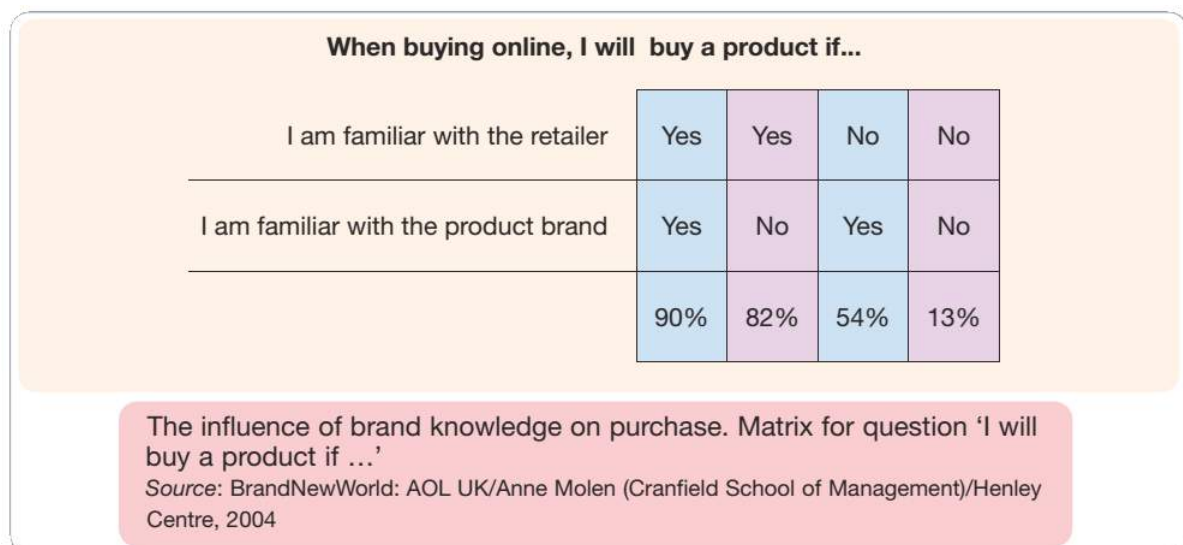 When buying online, I will buy a product if...
I am familiar with the retailer Yes Yes No No
I am familiar with the product brand Yes No Yes No
90% 82% 54% 13%
The influence of brand knowledge on purchase. Matrix for question ‘I will
buy a product if …’
Source: BrandNewWorld: AOL UK/Anne Molen (Cranfield School of Management)/Henley
Centre, 2004